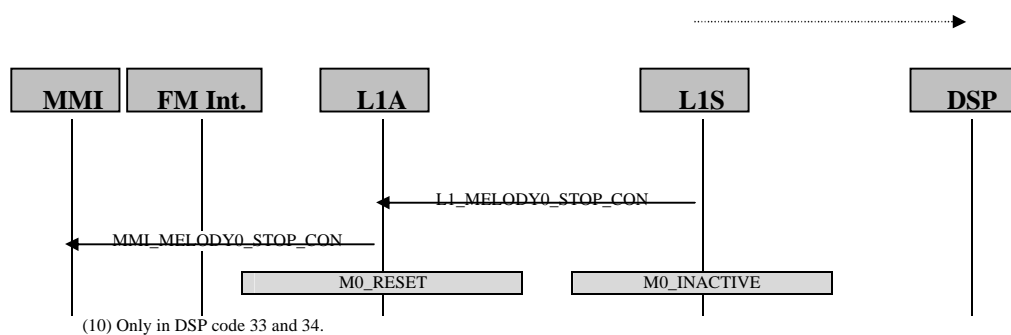 MMI FM Int. L1A L1S DSP
L1_MELODY0_STOP_CON
MMI_MELODY0_STOP_CON
M0_RESET M0_INACTIVE
(10) Only in DSP code 33 and 34.